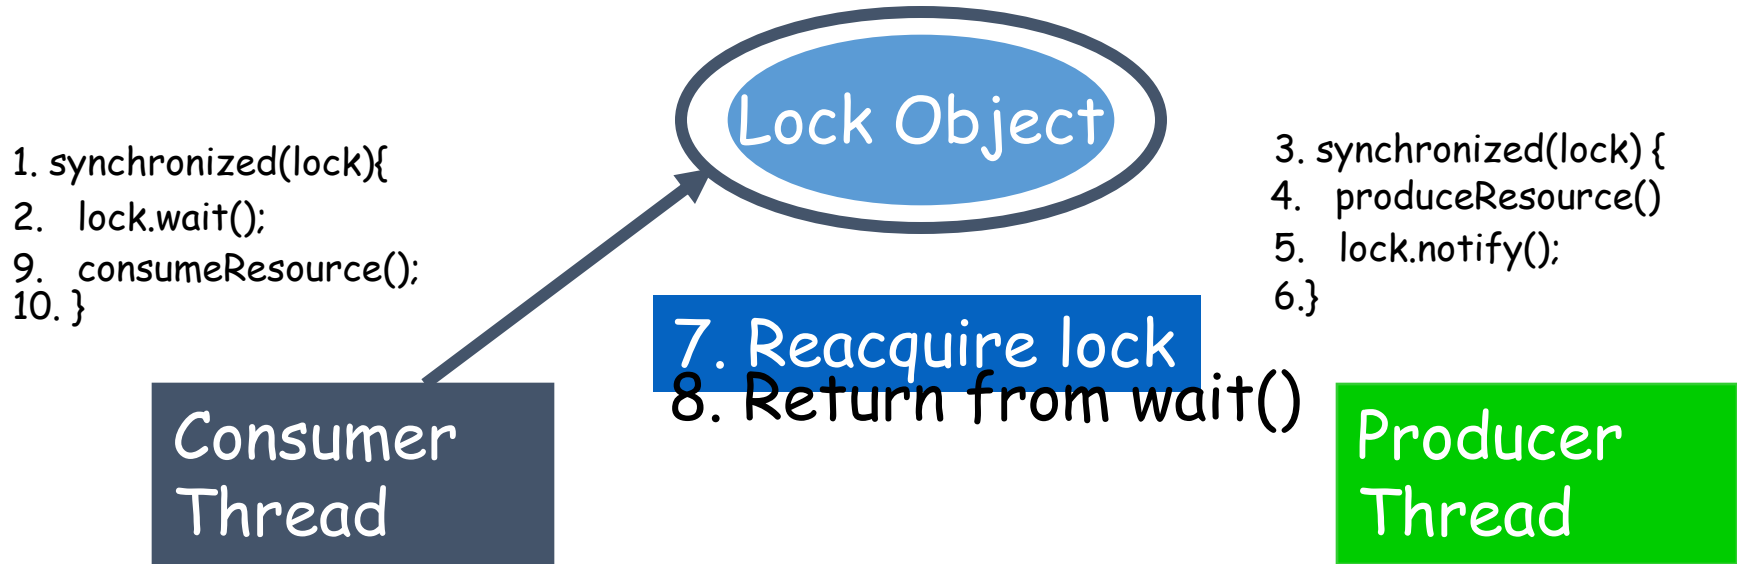 Lock Object
1. synchronized(lock){
2. lock.wait();
9. consumeResource();
10. }
3. synchronized(lock) {
4. produceResource()
5. lock.notify();
6.}
7. Reacquire lock
8. Return from wait()
Consumer
Thread
Producer
Thread